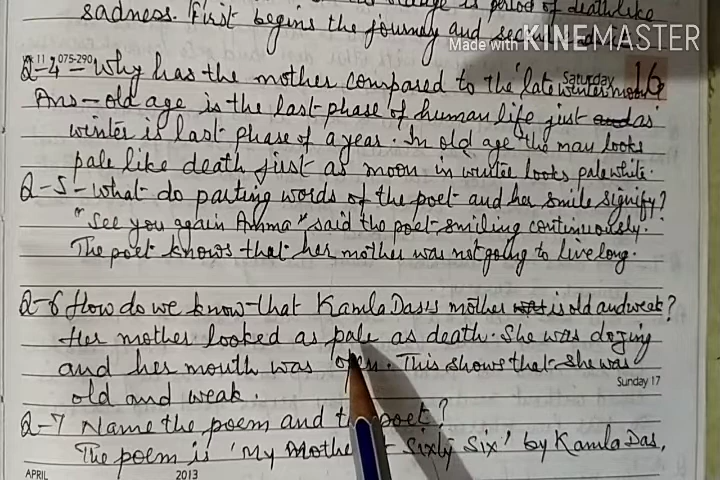 sadness. First begins the journey and
Made with KINEMASTER
11 075-290
Saturday 16
Q-4- Why has the mother compared to the 'late winter moon?
Ans- old age is the last phase of human life just and as
winter is last phase of a year. In old age the man looks
pale like death just as moon in winter looks pale white.
Q-5- What do parting words of the poet and her smile signify?
"See you again Amma" said the poet smiling continuously.
The poet knows that her mother was not going to live long.
Q-6 How do we know that Kamla Das's mother is old and weak?
Her mother looked as pale as death. She was dozing
and her mouth was open. This shows that she was
Sunday 17
old and weak.
Q-7 Name the poem and the poet?
The poem is 'My Mother at Sixty Six' by Kamla Das,
APRIL 2013